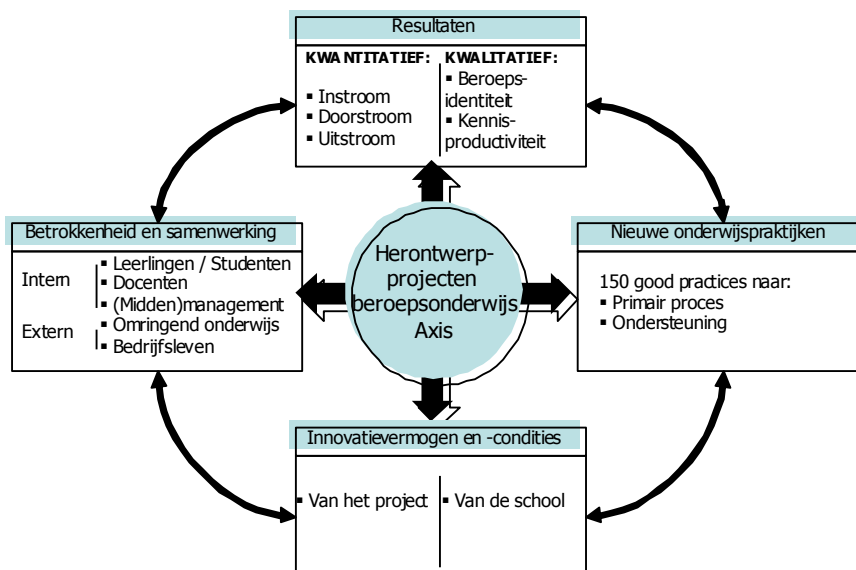 Resultaten
KWANTITATIEF:
▪ Instroom
▪ Doorstroom
▪ Uitstroom
KWALITATIEF:
▪ Beroeps-
identiteit
▪ Kennis-
productiviteit
Betrokkenheid en samenwerking
Intern
▪ Leerlingen / Studenten
▪ Docenten
▪ (Midden)management
Extern
▪ Omringend onderwijs
▪ Bedrijfsleven
Herontwerp-
projecten
beroepsonderwijs
Axis
Nieuwe onderwijspraktijken
150 good practices naar:
▪ Primair proces
▪ Ondersteuning
Innovatievermogen en -condities
▪ Van het project
▪ Van de school